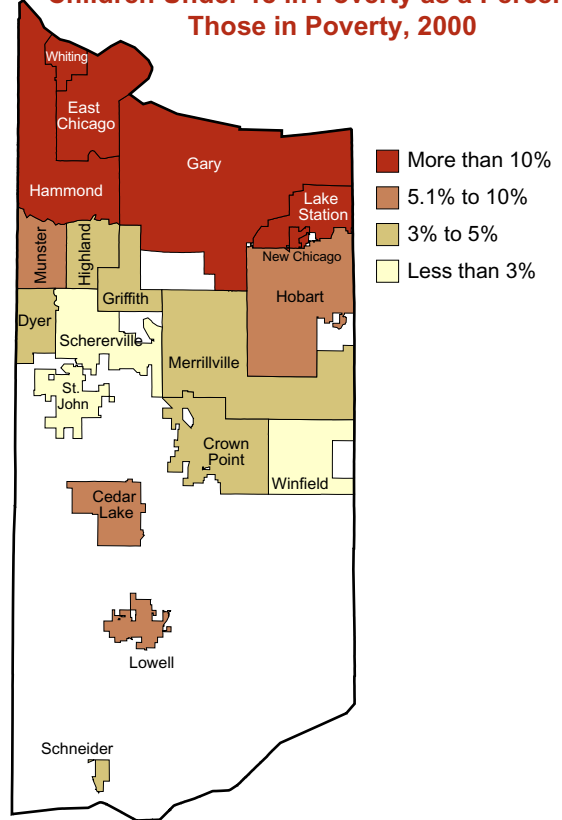 Those in Poverty, 2000
Whiting
East
Chicago
Gary
Hammond
Lake
Station
New Chicago
Munster
Highland
Hobart
Griffith
Dyer
Schererville
Merrillville
St.
John
Crown
Point
Winfield
Cedar
Lake
Lowell
Schneider
More than 10%
5.1% to 10%
3% to 5%
Less than 3%